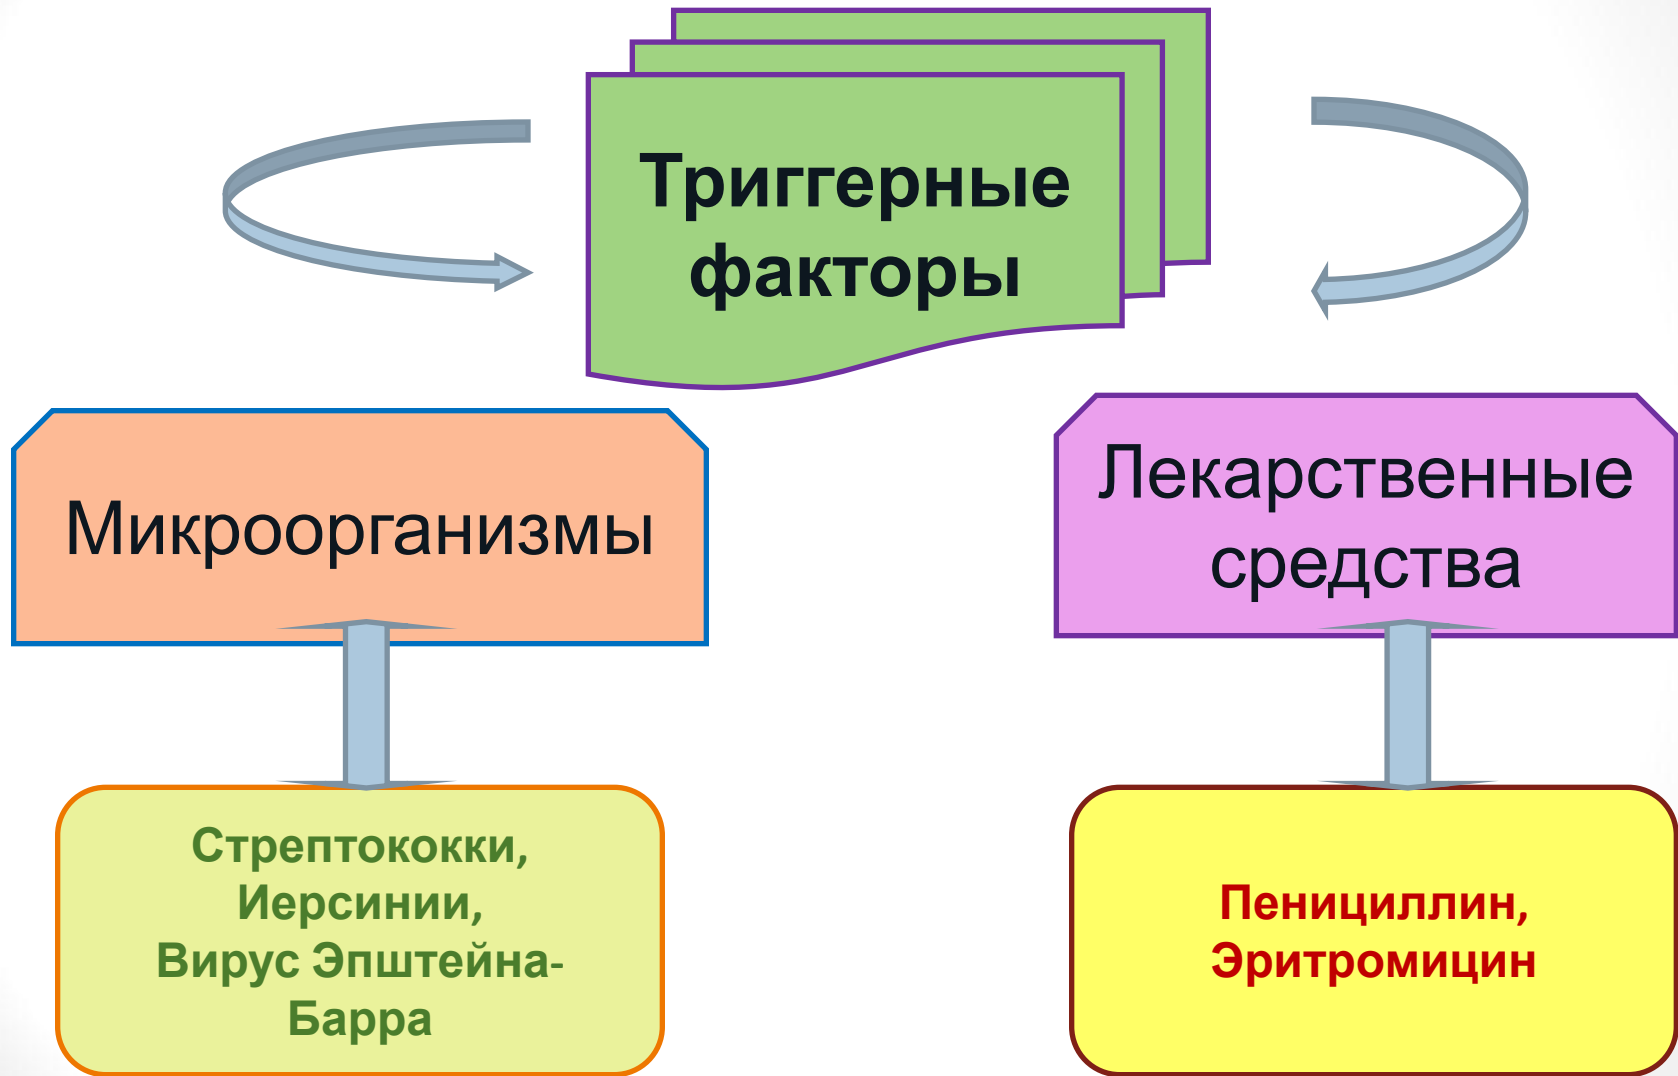 Триггерные
факторы
Микроорганизмы
Лекарственные
средства
Стрептококки,
Иерсинии,
Вирус Эпштейна-
Барра
Пенициллин,
Эритромицин